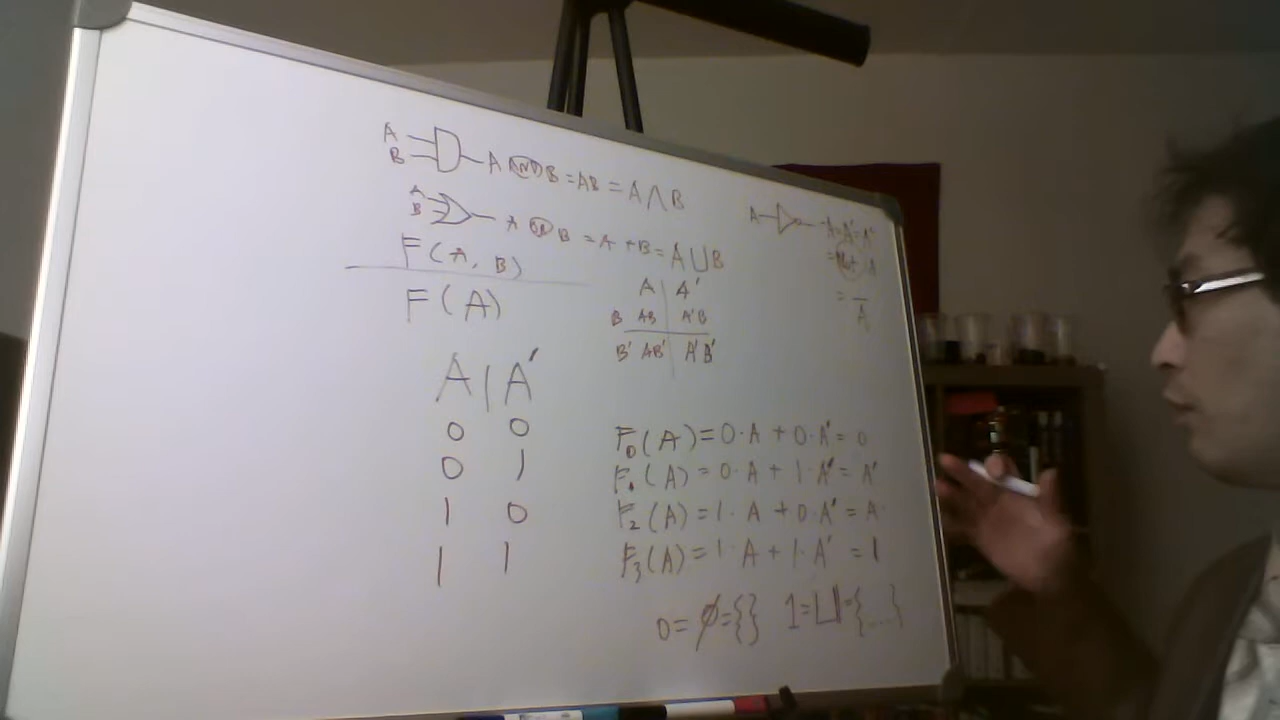 A
B
A AND B = AB = A ∧ B
A
B
A OR B = A + B = A ∪ B
F(A, B)
F(A)
A | A'
0 0
0 1
1 0
1 1
A
= Not A
= A̅
A | A'
B AB A'B
B' AB' A'B'
F₀(A) = 0·A + 0·A' = 0
F₁(A) = 0·A + 1·A' = A'
F₂(A) = 1·A + 0·A' = A
F₃(A) = 1·A + 1·A' = 1
0 = ∅ = {} 1 = U = {...}